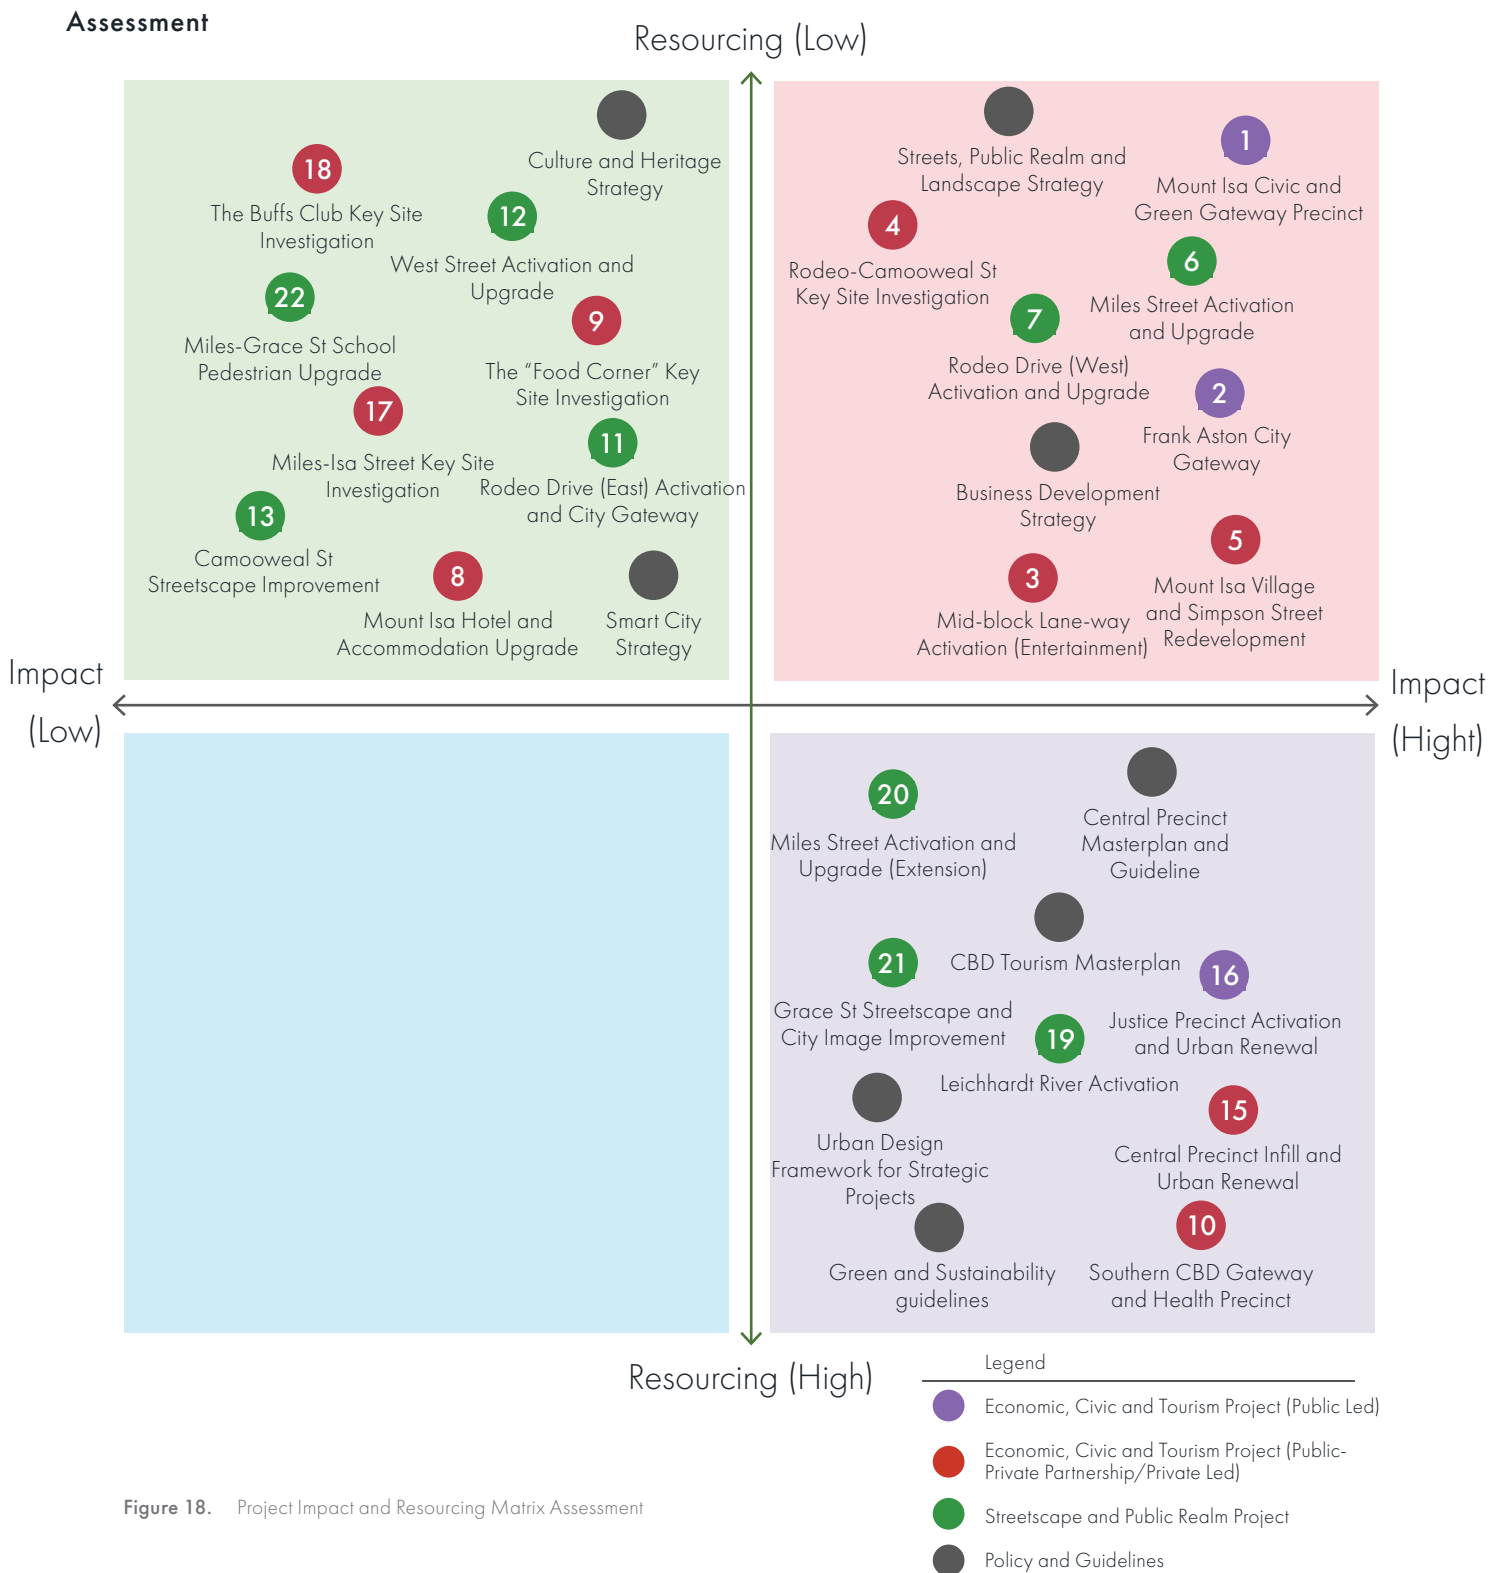 Assessment
Resourcing (Low)
Culture and Heritage
Strategy
18
The Buffs Club Key Site
Investigation
12
West Street Activation and
Upgrade
22
Miles-Grace St School
Pedestrian Upgrade
9
The “Food Corner” Key
Site Investigation
17
Miles-Isa Street Key Site
Investigation
11
Rodeo Drive (East) Activation
and City Gateway
13
Camooweal St
Streetscape Improvement
8
Mount Isa Hotel and
Accommodation Upgrade
Smart City
Strategy
Streets, Public Realm and
Landscape Strategy
1
Mount Isa Civic and
Green Gateway Precinct
4
Rodeo-Camooweal St
Key Site Investigation
6
Miles Street Activation
and Upgrade
7
Rodeo Drive (West)
Activation and Upgrade
2
Frank Aston City
Gateway
Business Development
Strategy
5
Mount Isa Village
and Simpson Street
Redevelopment
3
Mid-block Lane-way
Activation (Entertainment)
Impact
(Low)
Impact
(Hight)
20
Miles Street Activation and
Upgrade (Extension)
Central Precinct
Masterplan and
Guideline
CBD Tourism Masterplan
21
Grace St Streetscape and
City Image Improvement
16
Justice Precinct Activation
and Urban Renewal
19
Leichhardt River Activation
Urban Design
Framework for Strategic
Projects
15
Central Precinct Infill and
Urban Renewal
Green and Sustainability
guidelines
10
Southern CBD Gateway
and Health Precinct
Resourcing (High)
Legend
Economic, Civic and Tourism Project (Public Led)
Economic, Civic and Tourism Project (Public-
Private Partnership/Private Led)
Streetscape and Public Realm Project
Policy and Guidelines
Figure 18. Project Impact and Resourcing Matrix Assessment